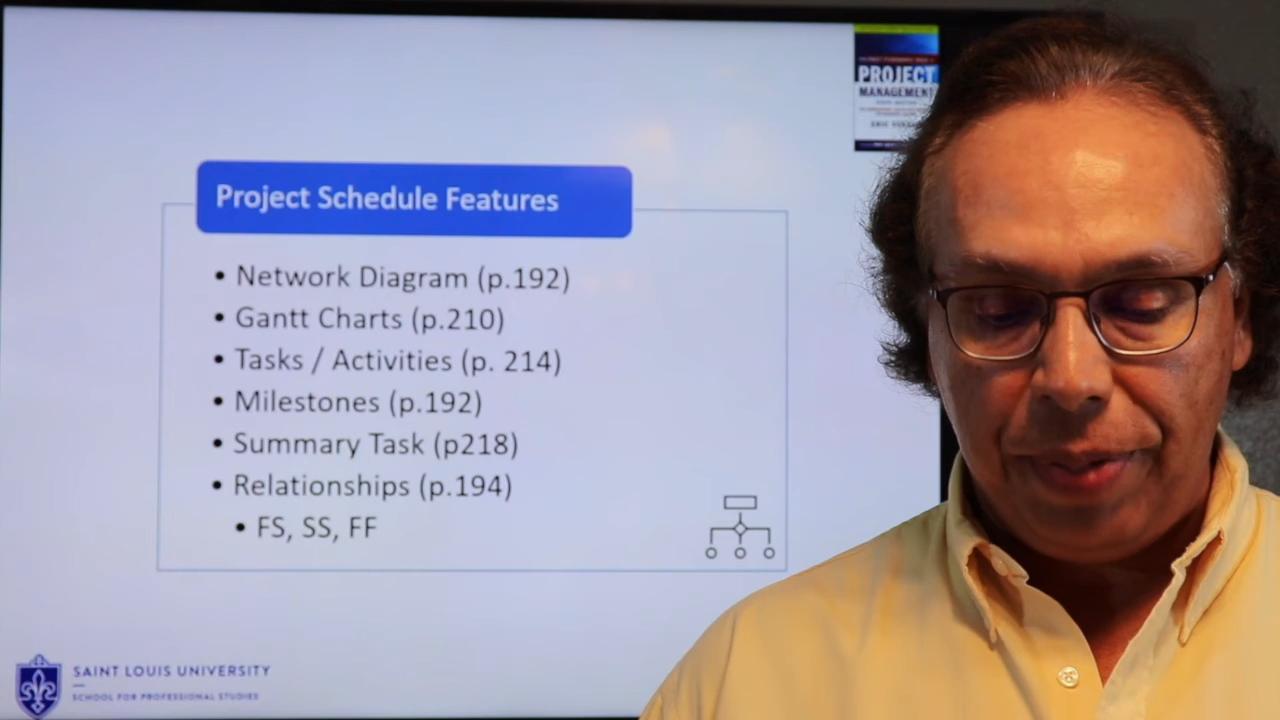 PROJECT
MANAGEMENT
Project Schedule Features
• Network Diagram (p.192)
• Gantt Charts (p.210)
• Tasks / Activities (p. 214)
• Milestones (p.192)
• Summary Task (p218)
• Relationships (p.194)
• FS, SS, FF
SAINT LOUIS UNIVERSITY
SCHOOL FOR PROFESSIONAL STUDIES